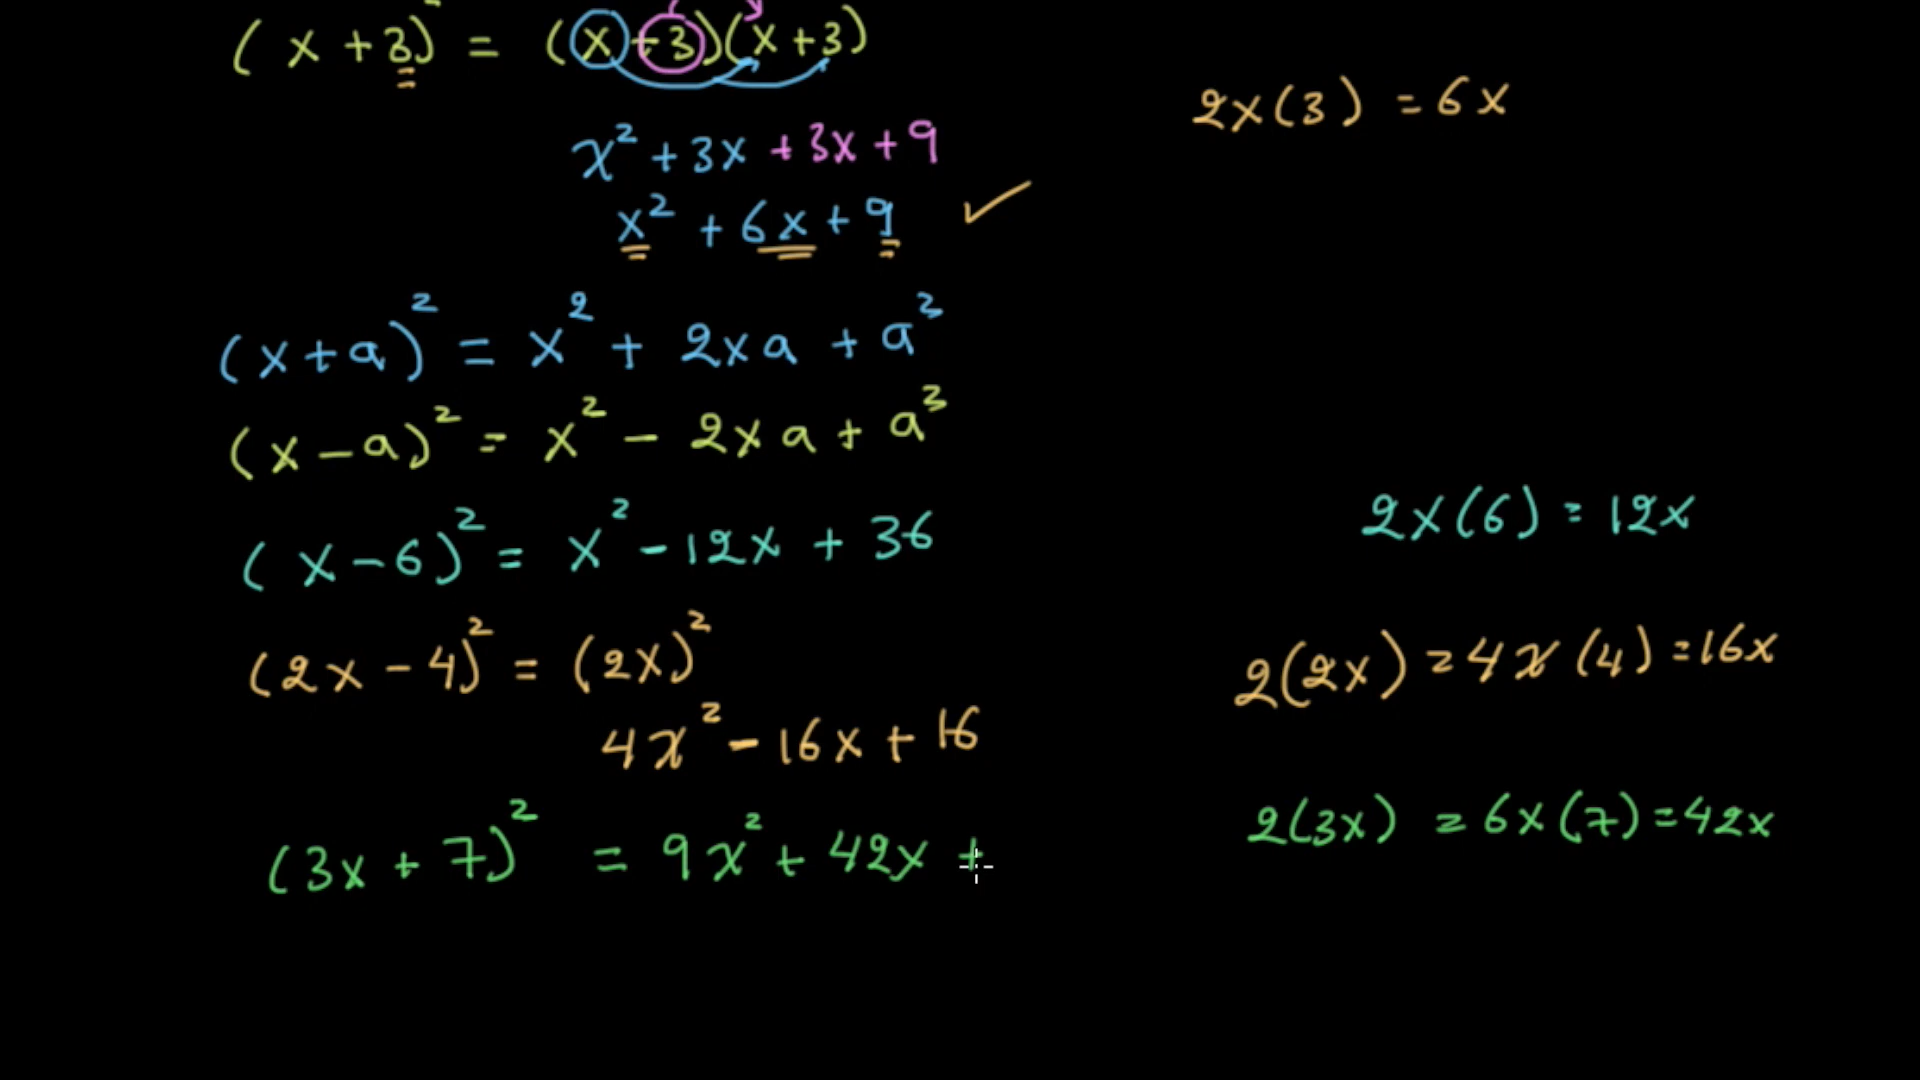 (x+3)² = (x+3)(x+3)
2x(3) = 6x
x² + 3x + 3x + 9
x² + 6x + 9 ✓
(x+a)² = x² + 2xa + a³
(x-a)² = x² - 2xa + a³
(x-6)² = x² - 12x + 36
2x(6) = 12x
(2x-4)² = (2x)²
2(2x) = 4x(4) = 16x
4x² - 16x + 16
(3x+7)² = 9x² + 42x +
2(3x) = 6x(7) = 42x